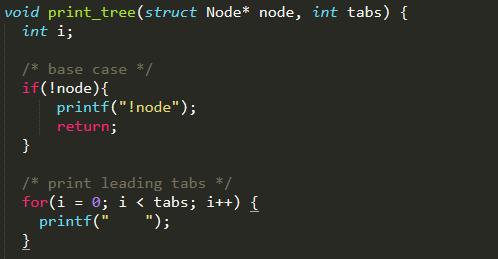 void print_tree(struct Node* node, int tabs) {
int i;
/* base case */
if(!node){
printf("!node");
return;
}
/* print leading tabs */
for(i = 0; i < tabs; i++) {
printf("    ");
}